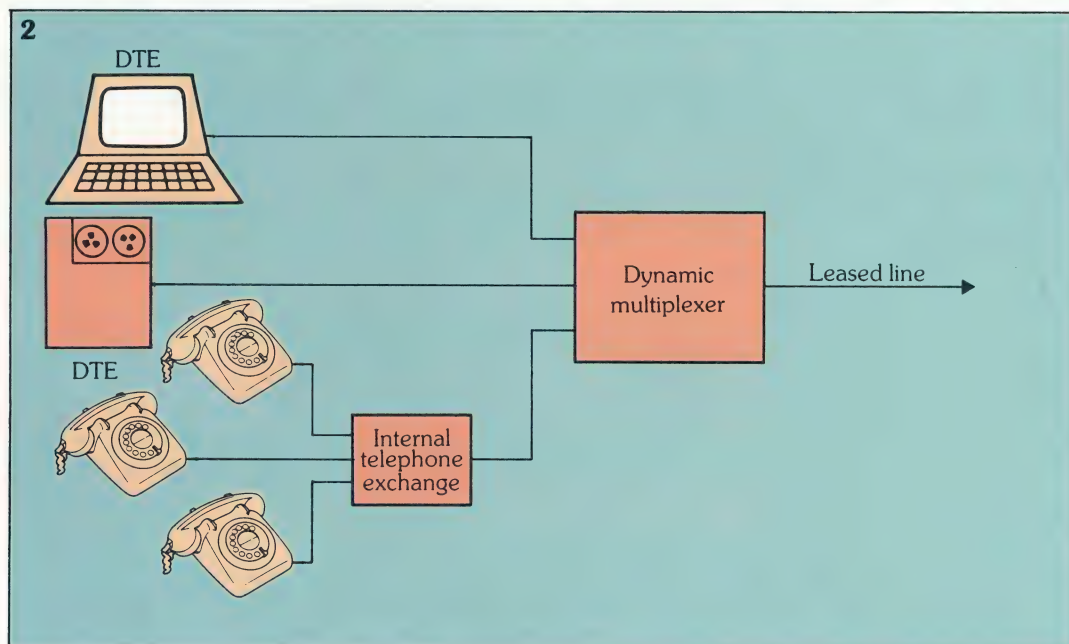 2
DTE
DTE
Internal
telephone
exchange
Dynamic
multiplexer
Leased line